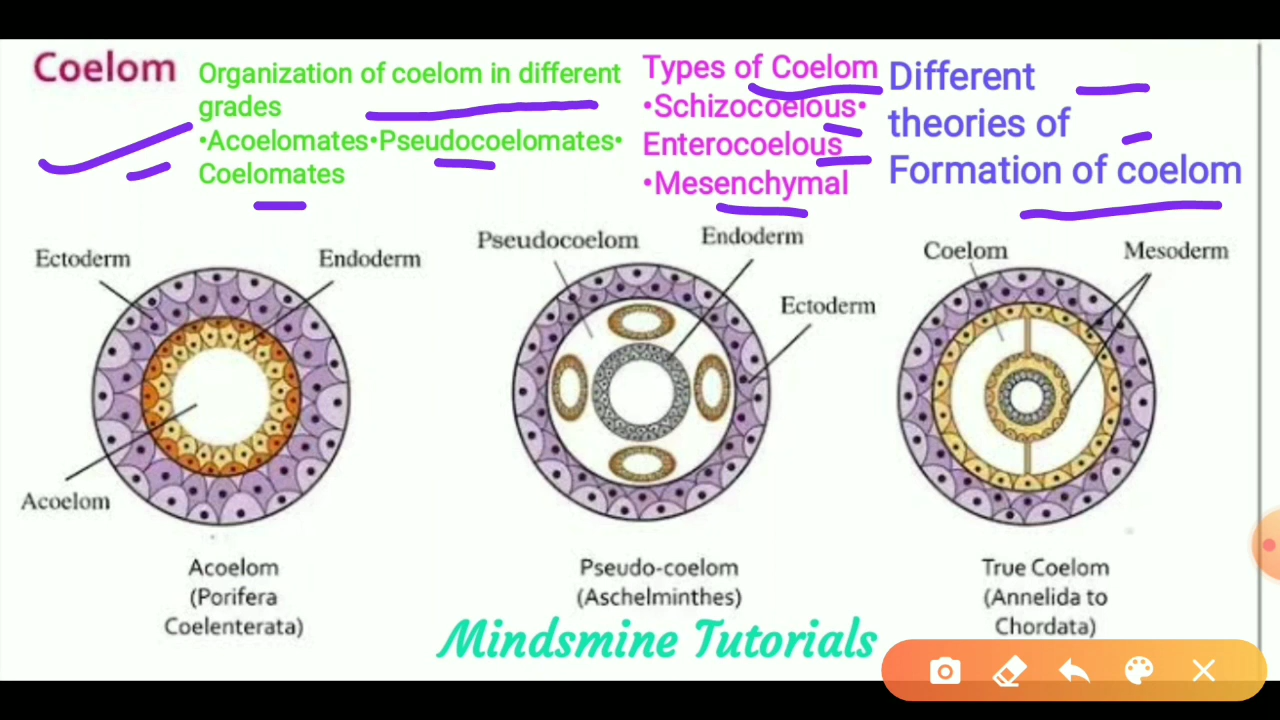 Coelom
Organization of coelom in different
grades
•Acoelomates•Pseudocoelomates•
Coelomates
Types of Coelom
•Schizocoelous•
Enterocoelous
•Mesenchymal
Different
theories of
Formation of coelom
Ectoderm
Endoderm
Acoelom
Acoelom
(Porifera
Coelenterata)
Pseudocoelom
Endoderm
Ectoderm
Pseudo-coelom
(Aschelminthes)
Coelom
Mesoderm
True Coelom
(Annelida to
Chordata)
Mindsmine Tutorials